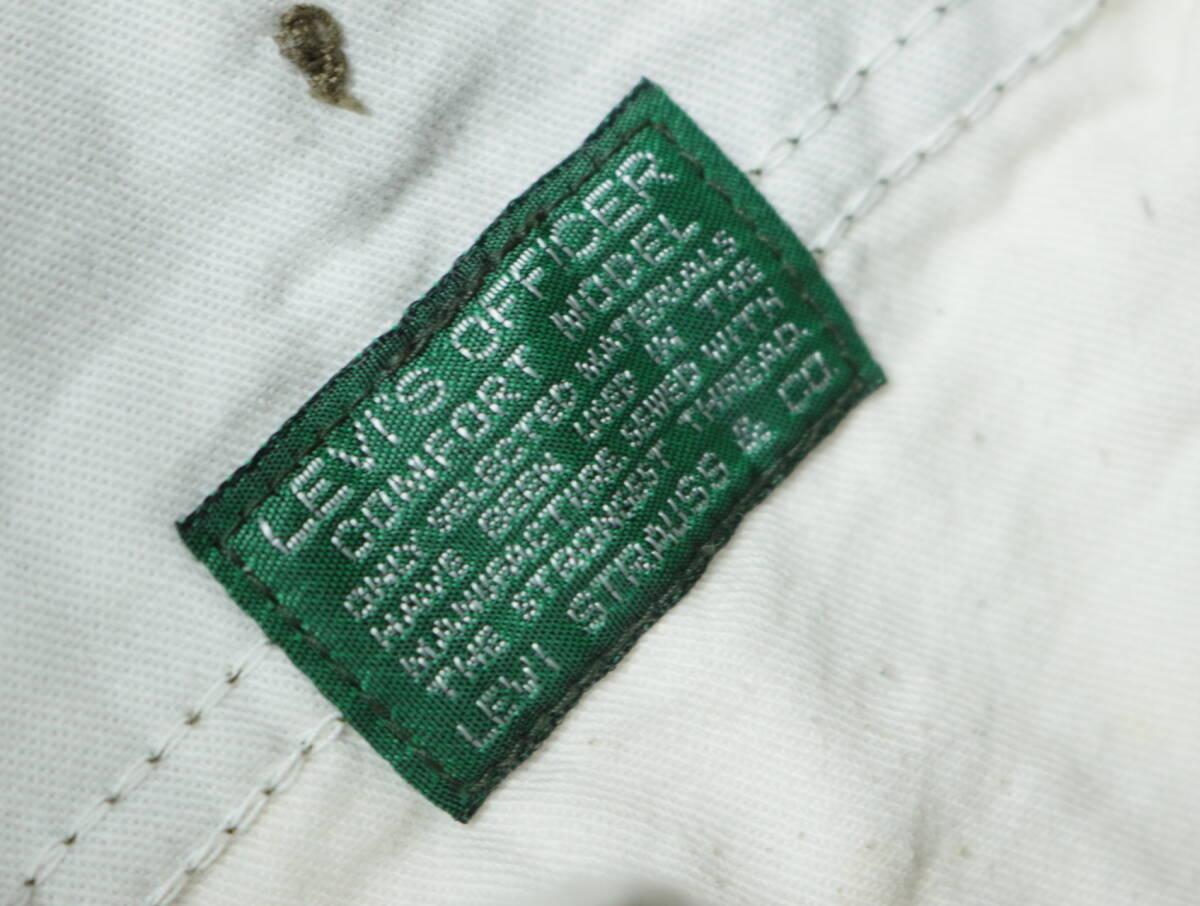 LEVI'S OFFICER
COMFORT MODEL
ONLY SELECTED MATERIALS
HAVE BEEN USED IN THE
MANUFACTURE SEWED WITH
THE STRONGEST THREAD.
LEVI STRAUSS & CO.